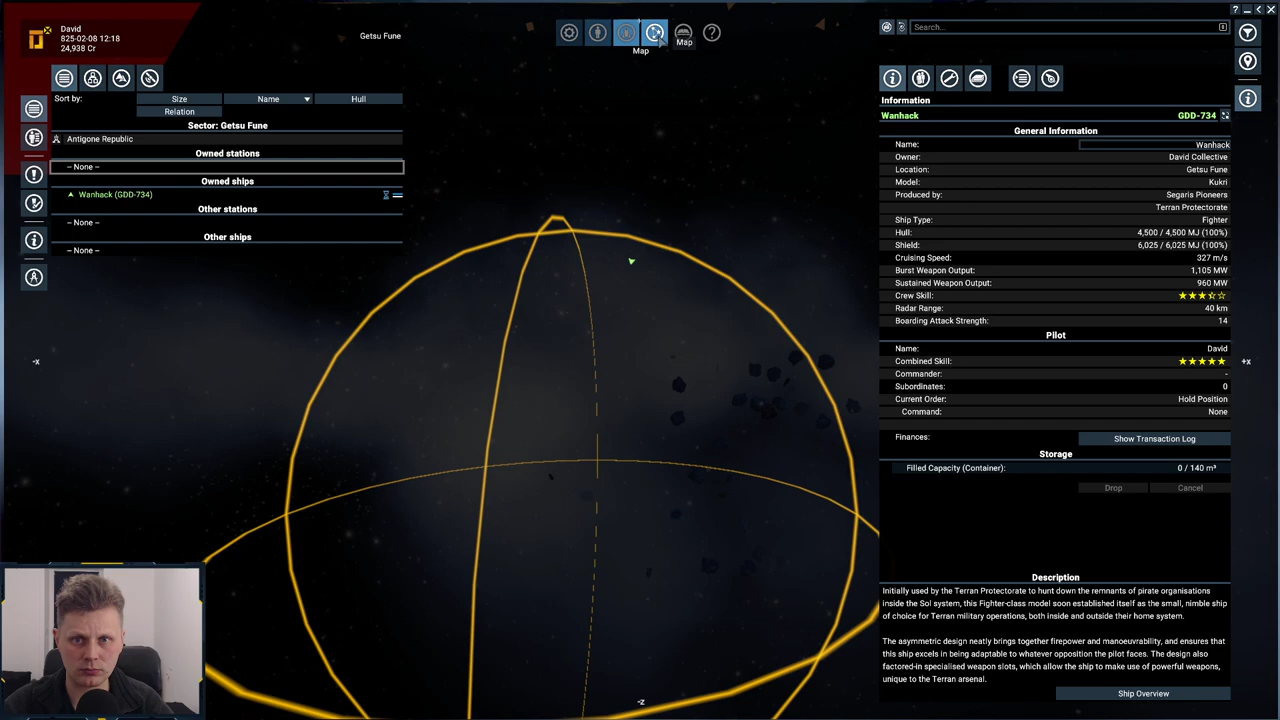 David
825-02-08 12:18
24,938 Cr
Getsu Fune
Map
Map
Search...
Sort by:
Size
Name
Hull
Relation
Sector: Getsu Fune
Antigone Republic
Owned stations
-- None --
Owned ships
Wanhack (GDD-734)
Other stations
-- None --
Other ships
-- None --
-x
+x
-z
Information
Wanhack GDD-734
General Information
Name: Wanhack
Owner: David Collective
Location: Getsu Fune
Model: Kukri
Produced by: Segaris Pioneers
Terran Protectorate
Ship Type: Fighter
Hull: 4,500 / 4,500 MJ (100%)
Shield: 6,025 / 6,025 MJ (100%)
Cruising Speed: 327 m/s
Burst Weapon Output: 1,105 MW
Sustained Weapon Output: 960 MW
Crew Skill: ★★★⯪☆
Radar Range: 40 km
Boarding Attack Strength: 14
Pilot
Name: David
Combined Skill: ★★★★★
Commander: -
Subordinates: 0
Current Order: Hold Position
Command: None
Finances: Show Transaction Log
Storage
Filled Capacity (Container): 0 / 140 m³
Drop Cancel
Description
Initially used by the Terran Protectorate to hunt down the remnants of pirate organisations
inside the Sol system, this Fighter-class model soon established itself as the small, nimble ship
of choice for Terran military operations, both inside and outside their home system.
The asymmetric design neatly brings together firepower and manoeuvrability, and ensures that
this ship excels in being adaptable to whatever opposition the pilot faces. The design also
factored-in specialised weapon slots, which allow the ship to make use of powerful weapons,
unique to the Terran arsenal.
Ship Overview